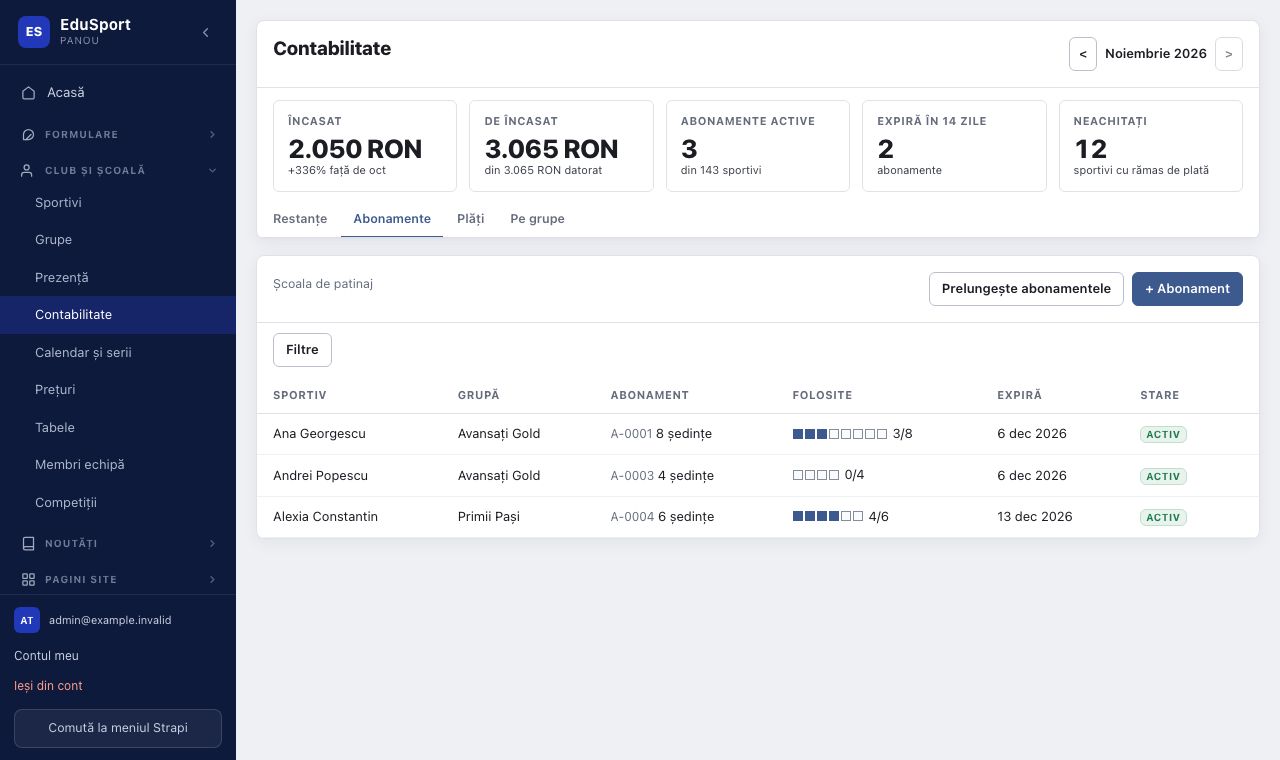 ES EduSport
PANOU
Acasă
FORMULARE
CLUB ȘI ȘCOALĂ
Sportivi
Grupe
Prezență
Contabilitate
Calendar și serii
Prețuri
Tabele
Membri echipă
Competiții
NOUTĂȚI
PAGINI SITE
AT admin@example.invalid
Contul meu
Ieși din cont
Comută la meniul Strapi
Contabilitate
< Noiembrie 2026 >
ÎNCASAT
2.050 RON
+336% față de oct
DE ÎNCASAT
3.065 RON
din 3.065 RON datorat
ABONAMENTE ACTIVE
3
din 143 sportivi
EXPIRĂ ÎN 14 ZILE
2
abonamente
NEACHITAȚI
12
sportivi cu rămas de plată
Restanțe Abonamente Plăți Pe grupe
Școala de patinaj
Prelungește abonamentele + Abonament
Filtre
SPORTIV GRUPĂ ABONAMENT FOLOSITE EXPIRĂ STARE
Ana Georgescu Avansați Gold A-0001 8 ședințe 3/8 6 dec 2026 ACTIV
Andrei Popescu Avansați Gold A-0003 4 ședințe 0/4 6 dec 2026 ACTIV
Alexia Constantin Primii Pași A-0004 6 ședințe 4/6 13 dec 2026 ACTIV